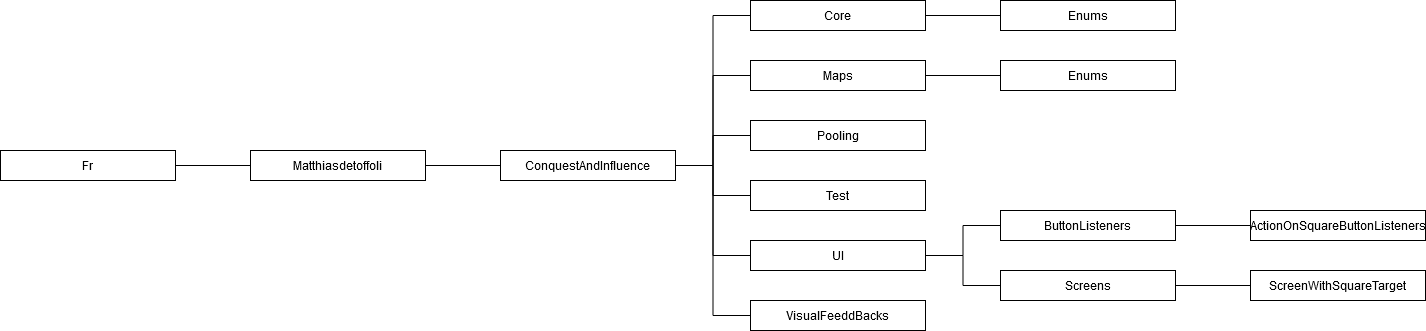 Core
Enums
Maps
Enums
Pooling
Fr
Matthiasdetoffoli
ConquestAndInfluence
Test
ButtonListeners
ActionOnSquareButtonListeners
UI
Screens
ScreenWithSquareTarget
VisualFeeddBacks